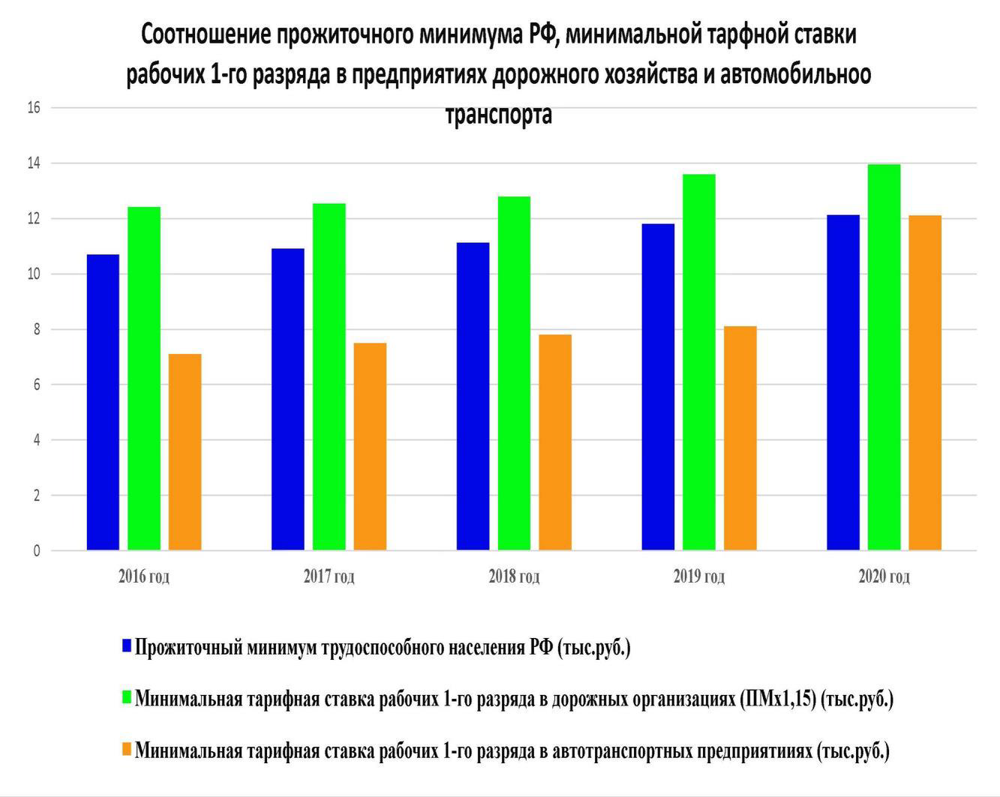 Соотношение прожиточного минимума РФ, минимальной тарфной ставки
рабочих 1-го разряда в предприятиях дорожного хозяйства и автомобильноо
транспорта
16
14
12
10
8
6
4
2
0
2016 год
2017 год
2018 год
2019 год
2020 год
Прожиточный минимум трудоспособного населения РФ (тыс.руб.)
Минимальная тарифная ставка рабочих 1-го разряда в дорожных организациях (ПМх1,15) (тыс.руб.)
Минимальная тарифная ставка рабочих 1-го разряда в автотранспортных предприятииях (тыс.руб.)